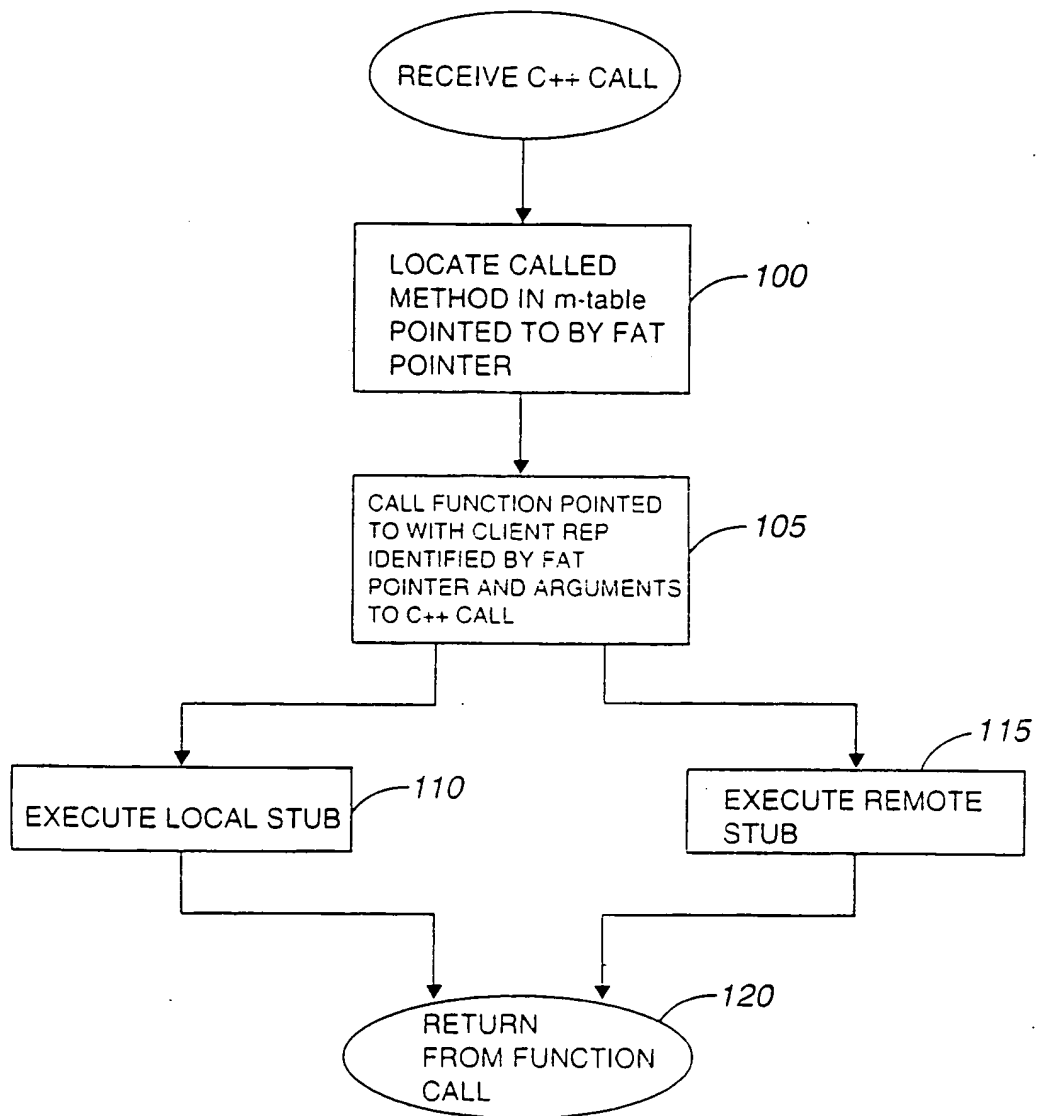 RECEIVE C++ CALL
LOCATE CALLED
METHOD IN m-table
POINTED TO BY FAT
POINTER
100
CALL FUNCTION POINTED
TO WITH CLIENT REP
IDENTIFIED BY FAT
POINTER AND ARGUMENTS
TO C++ CALL
105
EXECUTE LOCAL STUB
110
EXECUTE REMOTE
STUB
115
RETURN
FROM FUNCTION
CALL
120